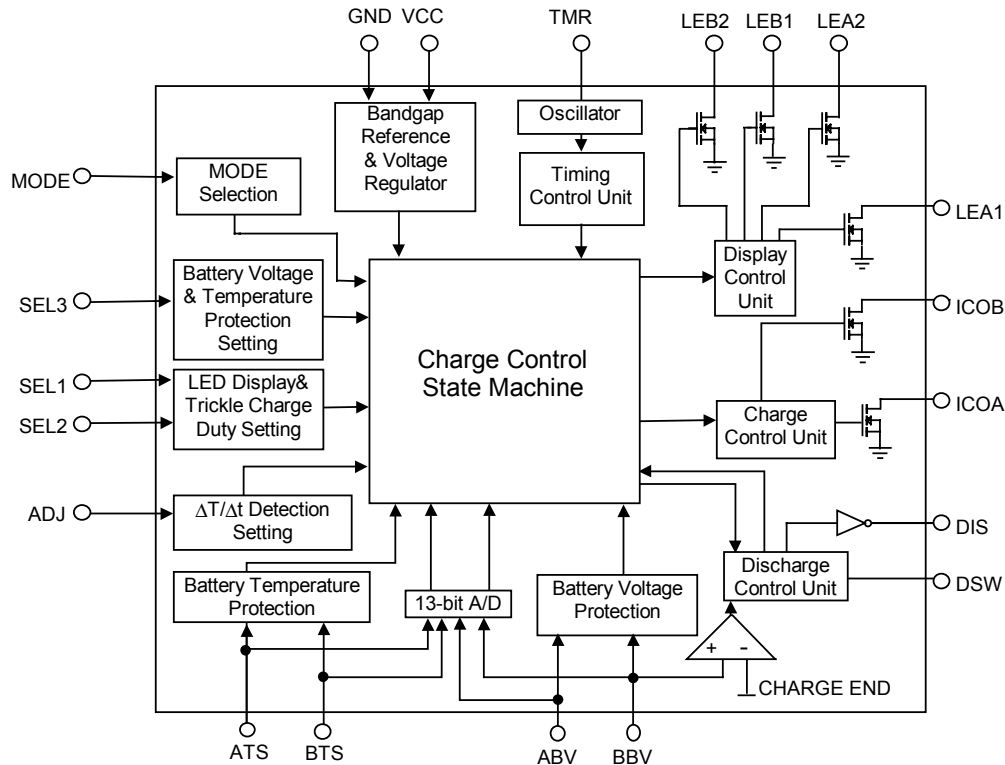 GND VCC TMR LEB2 LEB1 LEA2
Bandgap
Reference
& Voltage
Regulator
Oscillator
Timing
Control Unit
MODE
MODE
Selection
LEA1
Display
Control
Unit
SEL3
Battery Voltage
& Temperature
Protection
Setting
ICOB
Charge Control
State Machine
SEL1
SEL2
LED Display&
Trickle Charge
Duty Setting
ICOA
Charge
Control Unit
ADJ
ΔT/Δt Detection
Setting
DIS
Discharge
Control Unit
DSW
Battery Temperature
Protection
13-bit A/D
Battery Voltage
Protection
+ -
CHARGE END
ATS BTS ABV BBV